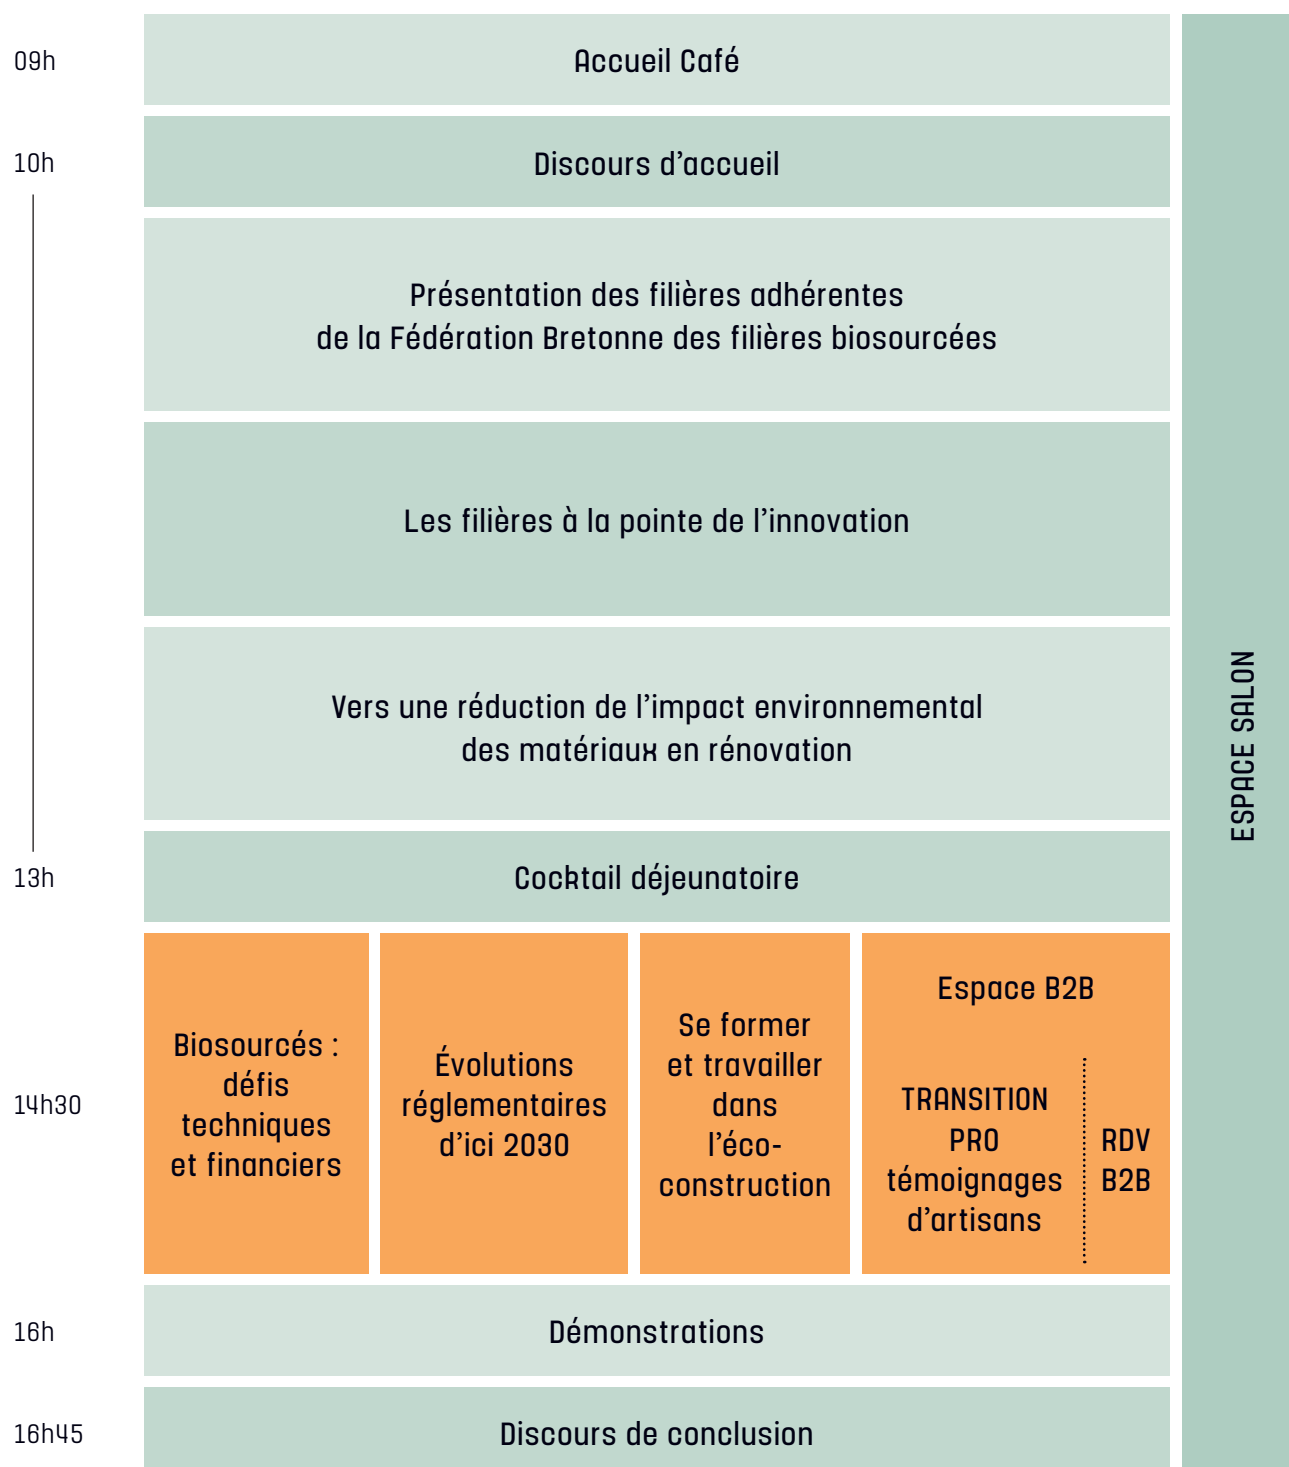 09h
Accueil Café
10h
Discours d’accueil
Présentation des filières adhérentes
de la Fédération Bretonne des filières biosourcées
Les filières à la pointe de l’innovation
Vers une réduction de l’impact environnemental
des matériaux en rénovation
13h
Cocktail déjeunatoire
14h30
Biosourcés :
défis
techniques
et financiers
Évolutions
réglementaires
d’ici 2030
Se former
et travailler
dans
l’éco-
construction
Espace B2B
TRANSITION
PRO
témoignages
d’artisans
RDV
B2B
16h
Démonstrations
16h45
Discours de conclusion
ESPACE SALON